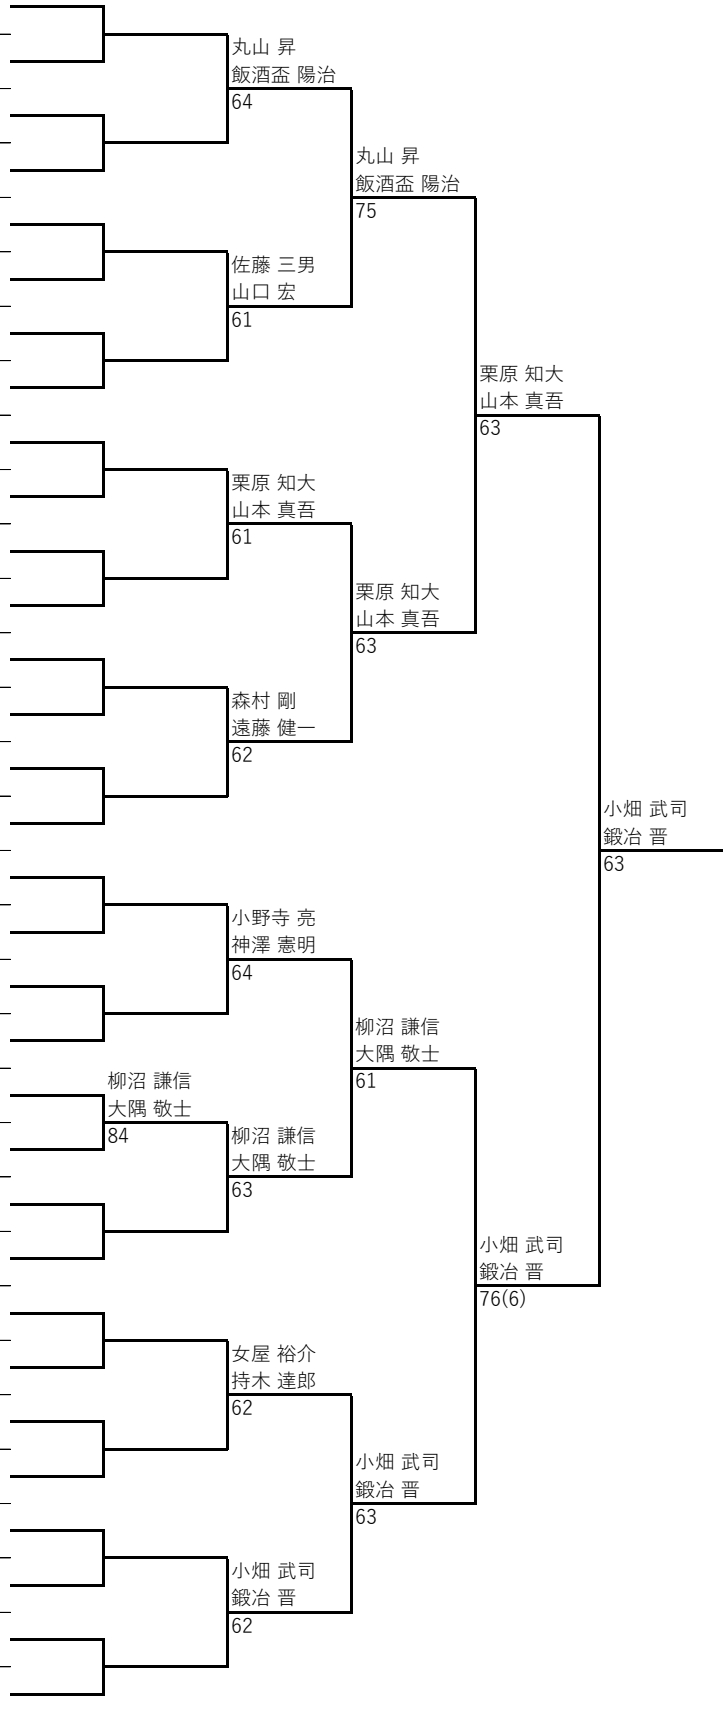 丸山 昇
飯酒盃 陽治
64
丸山 昇
飯酒盃 陽治
75
佐藤 三男
山口 宏
61
栗原 知大
山本 真吾
63
栗原 知大
山本 真吾
61
栗原 知大
山本 真吾
63
森村 剛
遠藤 健一
62
小畑 武司
鍛冶 晋
63
小野寺 亮
神澤 憲明
64
柳沼 謙信
大隅 敬士
61
柳沼 謙信
大隅 敬士
84
柳沼 謙信
大隅 敬士
63
小畑 武司
鍛冶 晋
76(6)
女屋 裕介
持木 達郎
62
小畑 武司
鍛冶 晋
63
小畑 武司
鍛冶 晋
62